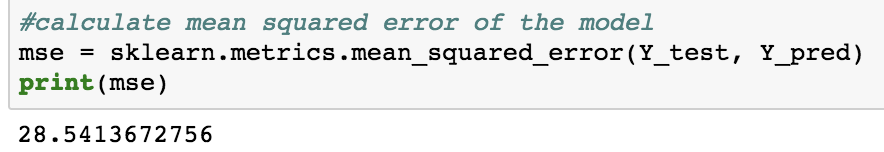 #calculate mean squared error of the model
mse = sklearn.metrics.mean_squared_error(Y_test, Y_pred)
print(mse)
28.5413672756